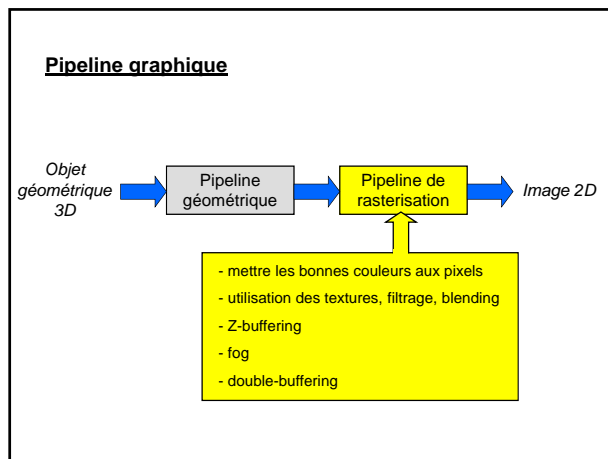 Pipeline graphique
Objet
géométrique
3D
Pipeline
géométrique
Pipeline de
rasterisation
Image 2D
- mettre les bonnes couleurs aux pixels
- utilisation des textures, filtrage, blending
- Z-buffering
- fog
- double-buffering